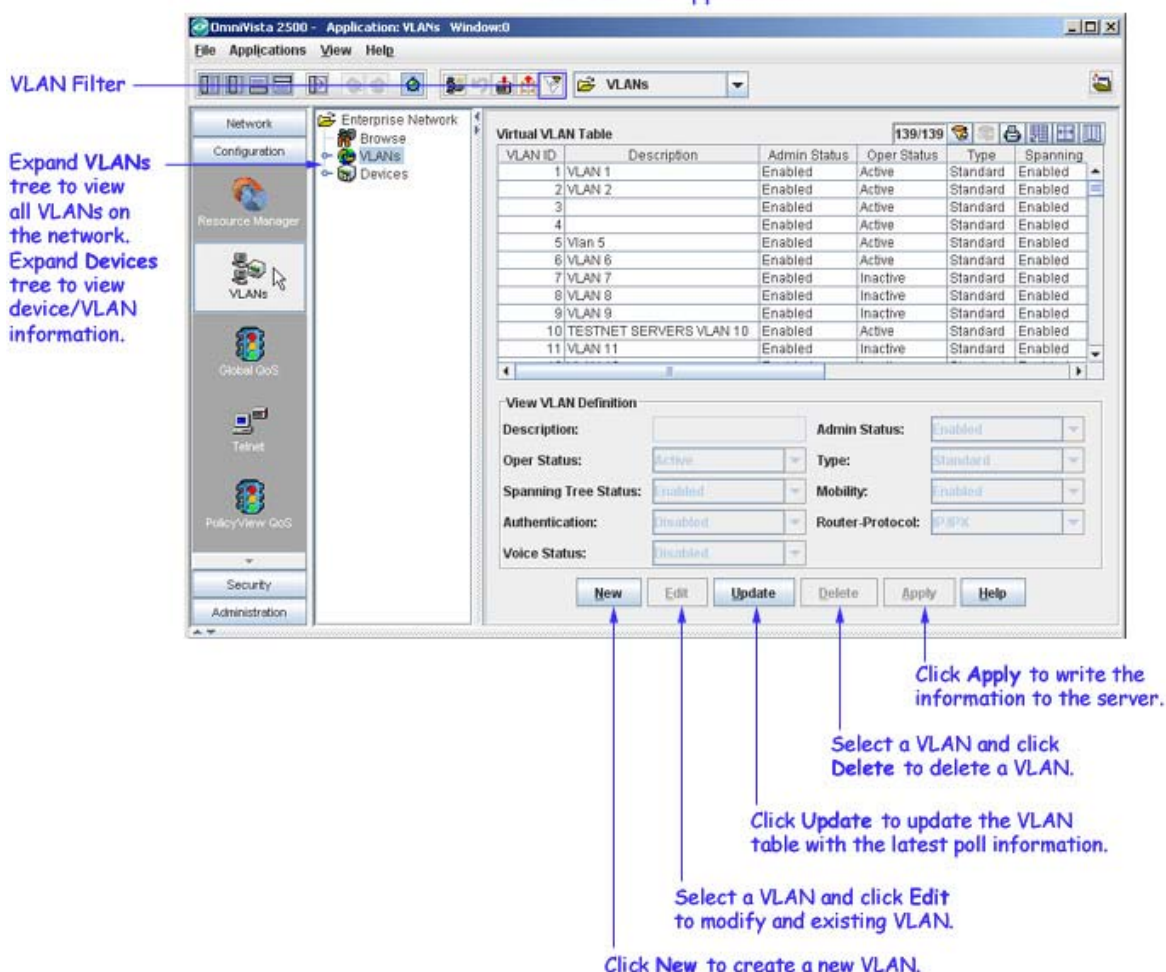 OmniVista 2500 - Application: VLANs Window:0
File Applications View Help
VLAN Filter
VLANs
Expand VLANs
tree to view
all VLANs on
the network.
Expand Devices
tree to view
device/VLAN
information.
Network
Configuration
Resource Manager
VLANs
Global QoS
Telnet
PolicyView QoS
Security
Administration
Enterprise Network
Browse
VLANs
Devices
Virtual VLAN Table 139/139
VLAN ID Description Admin Status Oper Status Type Spanning
1 VLAN 1 Enabled Active Standard Enabled
2 VLAN 2 Enabled Active Standard Enabled
3 Enabled Active Standard Enabled
4 Enabled Active Standard Enabled
5 Vlan 5 Enabled Active Standard Enabled
6 VLAN 6 Enabled Active Standard Enabled
7 VLAN 7 Enabled Inactive Standard Enabled
8 VLAN 8 Enabled Inactive Standard Enabled
9 VLAN 9 Enabled Inactive Standard Enabled
10 TESTNET SERVERS VLAN 10 Enabled Active Standard Enabled
11 VLAN 11 Enabled Inactive Standard Enabled
View VLAN Definition
Description: Admin Status: Enabled
Oper Status: Active Type: Standard
Spanning Tree Status: Enabled Mobility: Enabled
Authentication: Disabled Router-Protocol: IP/IPX
Voice Status: Disabled
New Edit Update Delete Apply Help
Click Apply to write the
information to the server.
Select a VLAN and click
Delete to delete a VLAN.
Click Update to update the VLAN
table with the latest poll information.
Select a VLAN and click Edit
to modify and existing VLAN.
Click New to create a new VLAN.